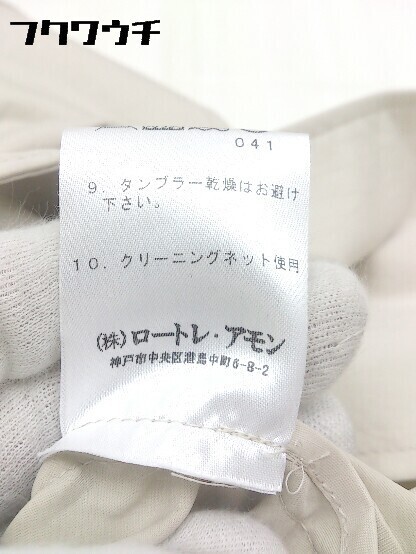 フクワウチ
041
9. タンブラー乾燥はお避け
下さい。
10. クリーニングネット使用
(株)ロートレ・アモン
神戸市中央区港島中町6-8-2